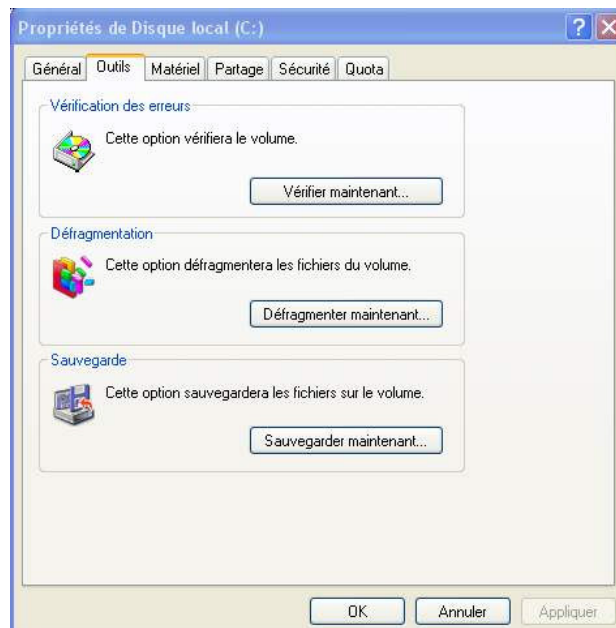 Propriétés de Disque local (C:)
Général Outils Matériel Partage Sécurité Quota
Vérification des erreurs
Cette option vérifiera le volume.
Vérifier maintenant...
Défragmentation
Cette option défragmentera les fichiers du volume.
Défragmenter maintenant...
Sauvegarde
Cette option sauvegardera les fichiers sur le volume.
Sauvegarder maintenant...
OK Annuler Appliquer